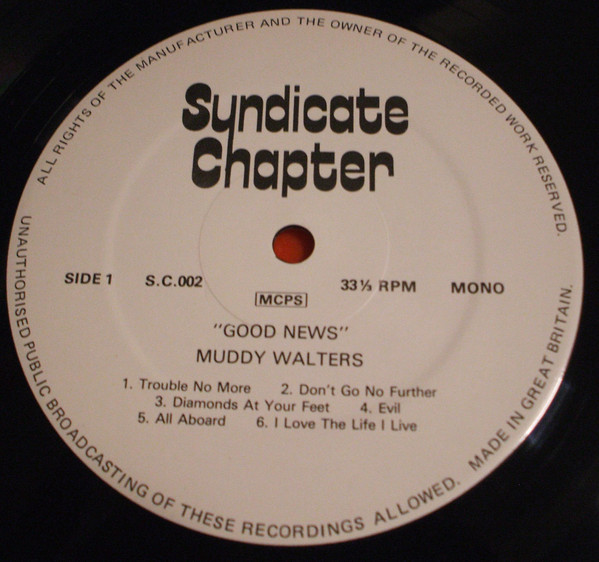 ALL RIGHTS OF THE MANUFACTURER AND THE OWNER OF THE RECORDED WORK RESERVED.
Syndicate
Chapter
SIDE 1 S.C.002 33⅓ RPM MONO
MCPS
"GOOD NEWS"
MUDDY WALTERS
1. Trouble No More 2. Don't Go No Further
3. Diamonds At Your Feet 4. Evil
5. All Aboard 6. I Love The Life I Live
UNAUTHORISED PUBLIC BROADCASTING OF THESE RECORDINGS ALLOWED. MADE IN GREAT BRITAIN.